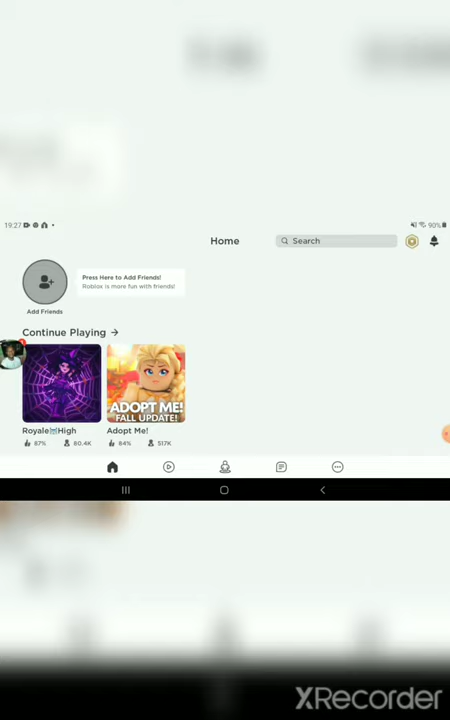 19:27
90%
Home
Search
Press Here to Add Friends!
Roblox is more fun with friends!
Add Friends
Continue Playing →
ADOPT ME!
FALL UPDATE!
Royale🕷High
Adopt Me!
87% 80.4K
84% 517K
XRecorder